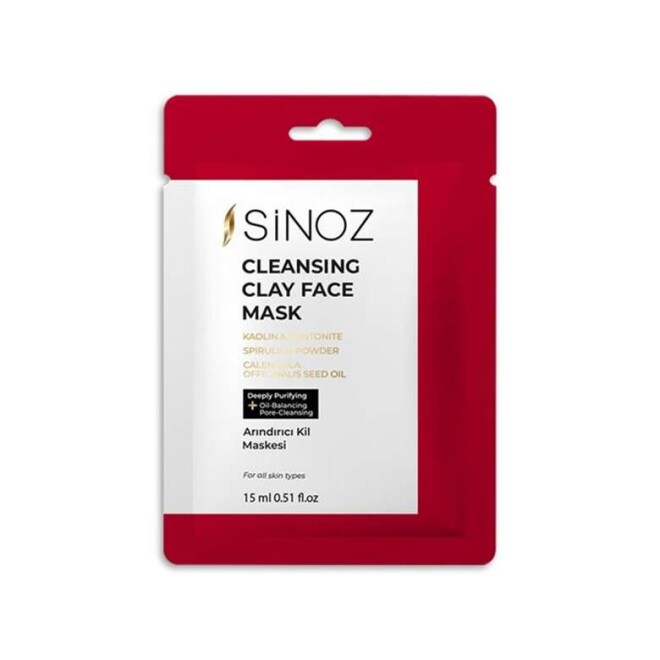 SiNOZ
CLEANSING
CLAY FACE
MASK
KAOLIN & BENTONITE
SPIRULINA POWDER
CALENDULA
OFFICINALIS SEED OIL
Deeply Purifying
+ Oil-Balancing
Pore-Cleansing
Arındırıcı Kil
Maskesi
For all skin types
15 ml 0.51 fl.oz